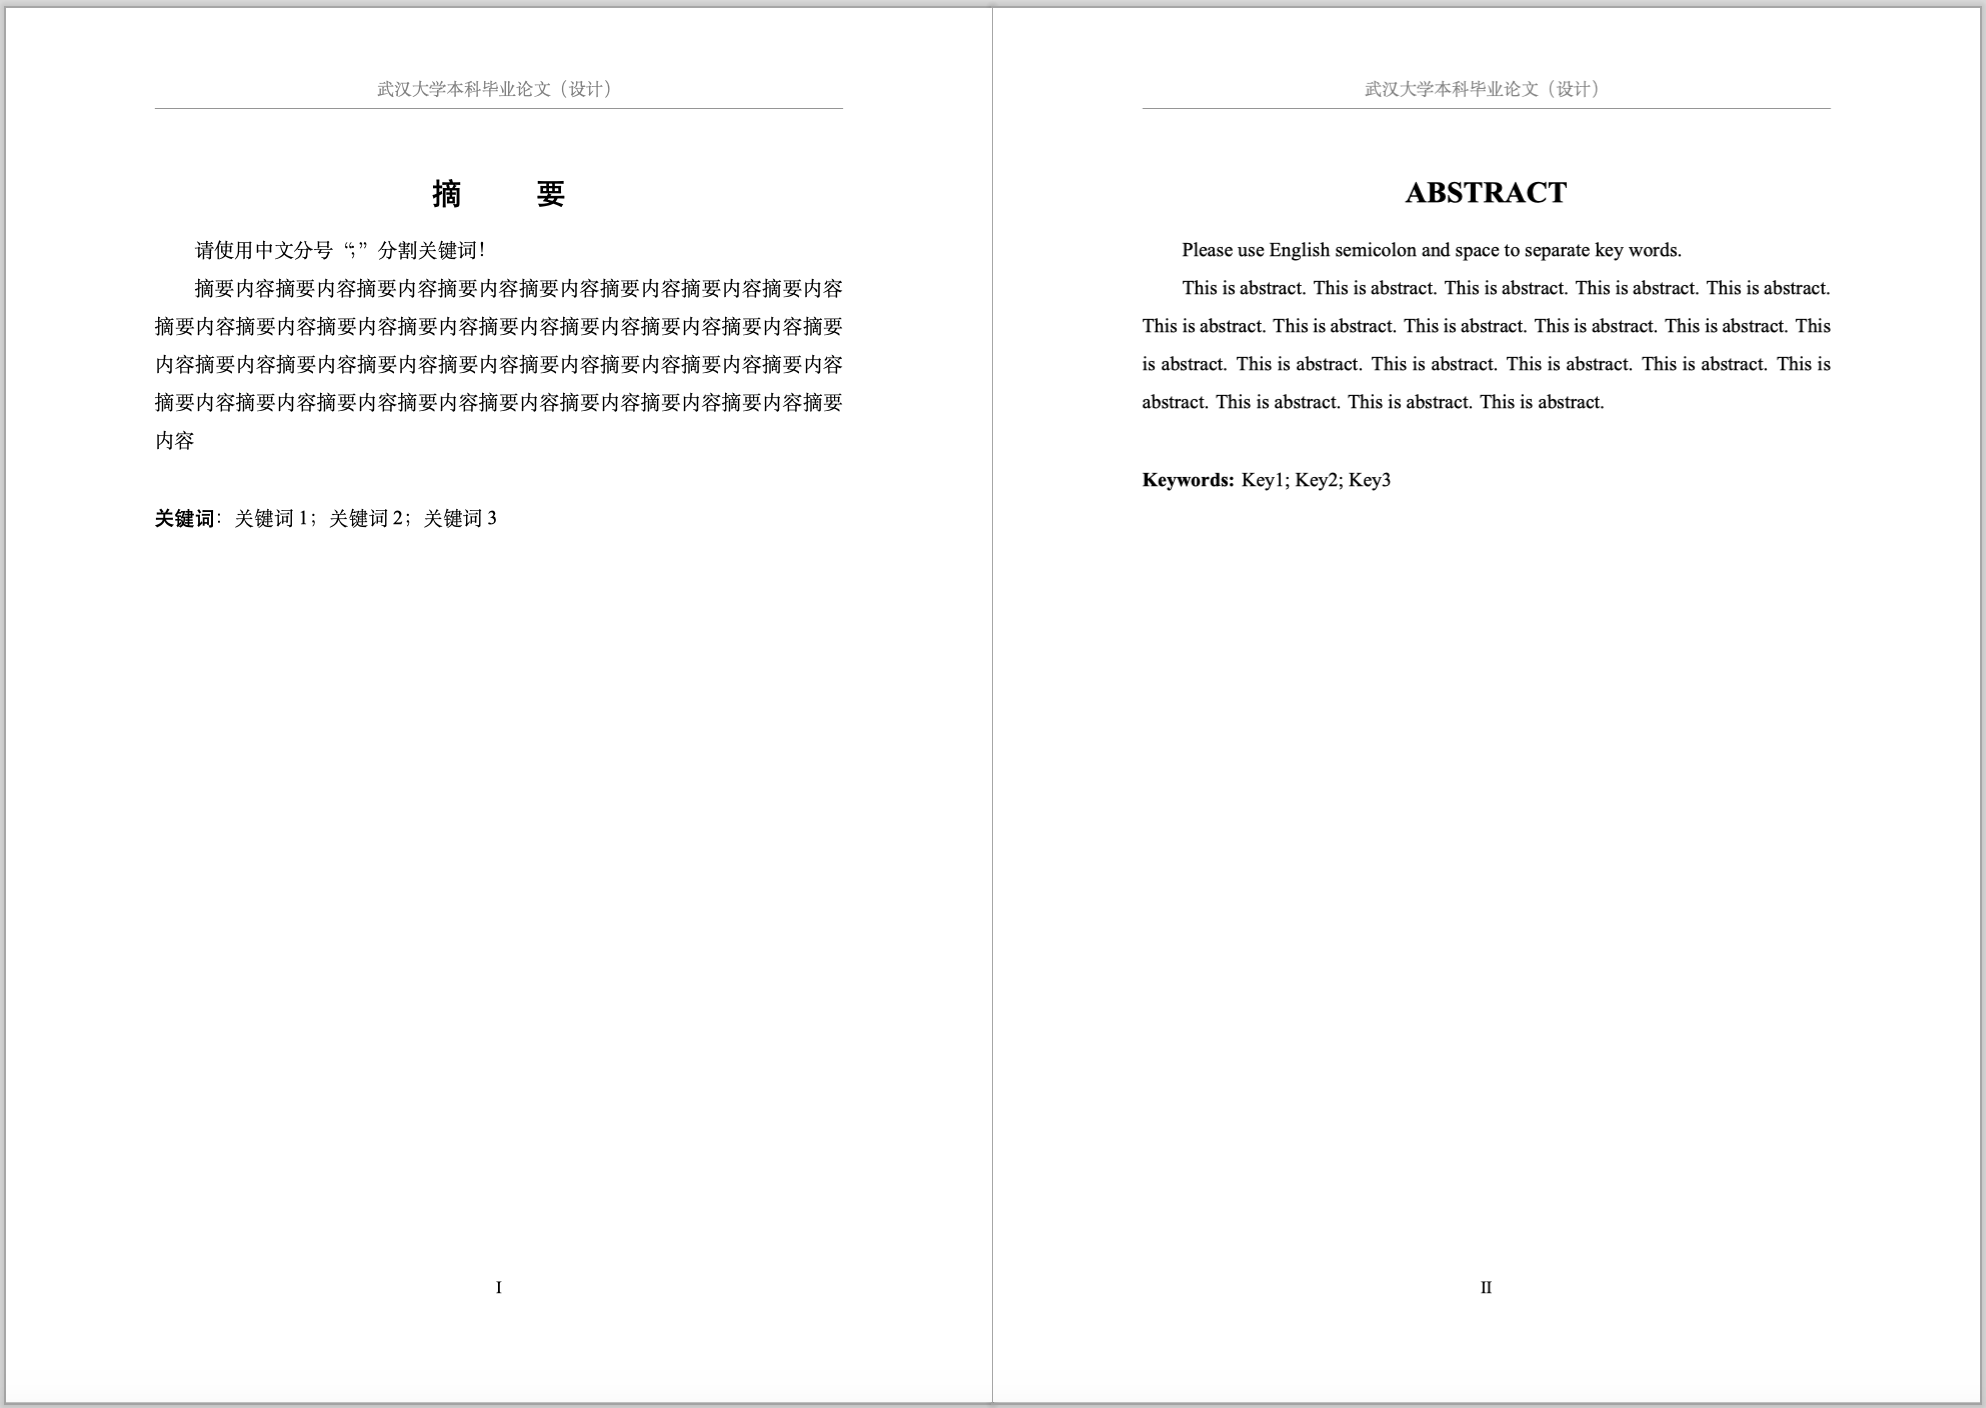 武汉大学本科毕业论文（设计）
摘 要
请使用中文分号“；”分割关键词！
摘要内容摘要内容摘要内容摘要内容摘要内容摘要内容摘要内容摘要内容
摘要内容摘要内容摘要内容摘要内容摘要内容摘要内容摘要内容摘要内容摘要
内容摘要内容摘要内容摘要内容摘要内容摘要内容摘要内容摘要内容摘要内容
摘要内容摘要内容摘要内容摘要内容摘要内容摘要内容摘要内容摘要内容摘要
内容
关键词：关键词 1；关键词 2；关键词 3
I
武汉大学本科毕业论文（设计）
ABSTRACT
Please use English semicolon and space to separate key words.
This is abstract. This is abstract. This is abstract. This is abstract. This is abstract.
This is abstract. This is abstract. This is abstract. This is abstract. This is abstract. This
is abstract. This is abstract. This is abstract. This is abstract. This is abstract. This is
abstract. This is abstract. This is abstract. This is abstract.
Keywords: Key1; Key2; Key3
II